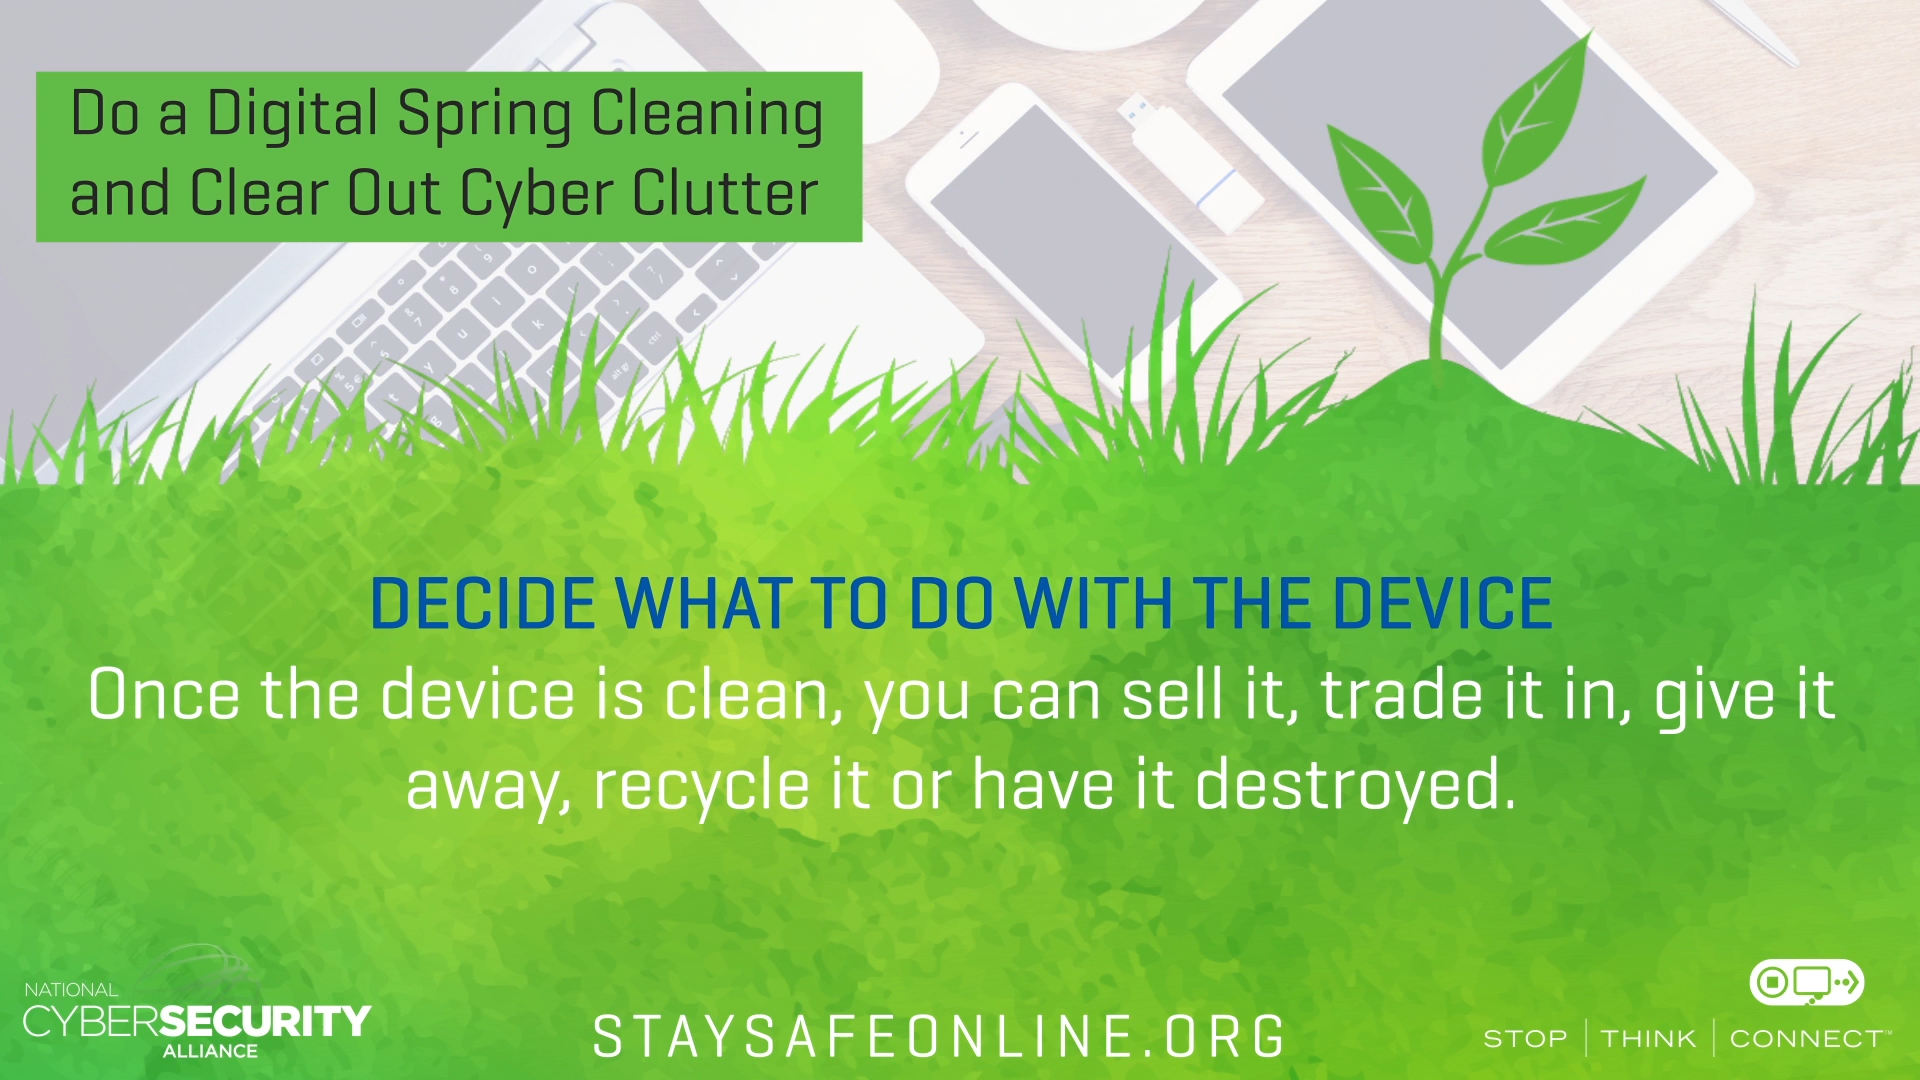 Do a Digital Spring Cleaning
and Clear Out Cyber Clutter
DECIDE WHAT TO DO WITH THE DEVICE
Once the device is clean, you can sell it, trade it in, give it
away, recycle it or have it destroyed.
NATIONAL
CYBERSECURITY
ALLIANCE
STAYSAFEONLINE.ORG
STOP | THINK | CONNECT™